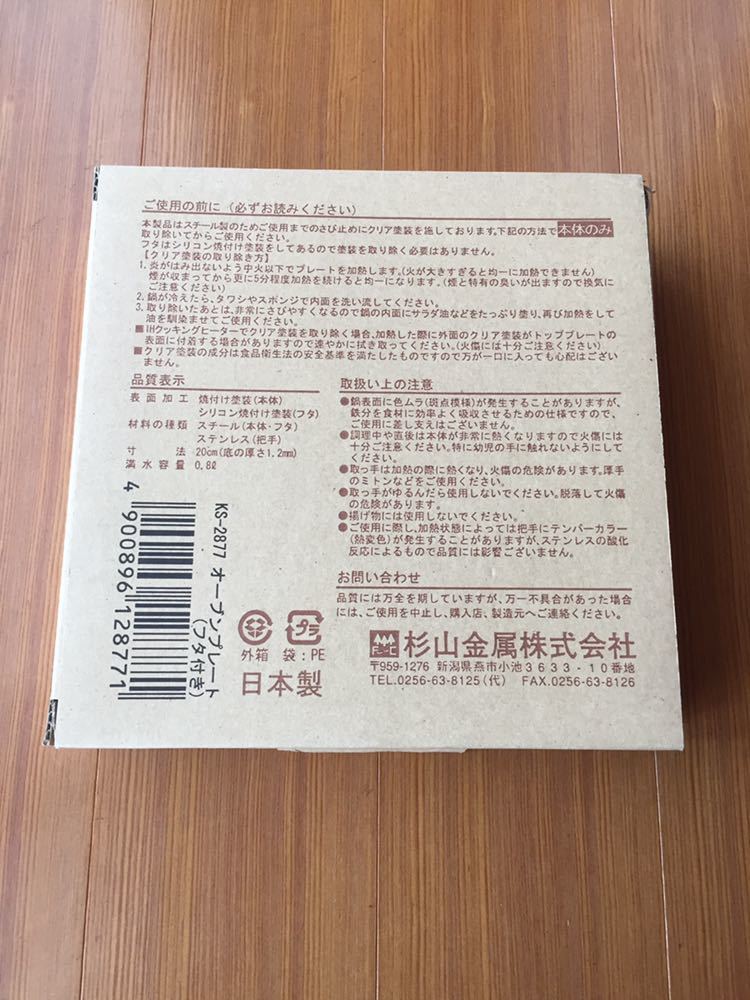 ご使用の前に（必ずお読みください）
本製品はスチール製のためご使用までのさび止めにクリア塗装を施しております。下記の方法で
取り除いてからご使用ください。
本体のみ
フタはシリコン焼付け塗装をしてあるので塗装を取り除く必要はありません。
【クリア塗装の取り除き方】
1. 炎がはみ出ないよう中火以下でプレートを加熱します。(火が大きすぎると均一に加熱できません)
煙が収まってから更に5分程度加熱を続けると均一になります。(煙と特有の臭いが出ますので換気に
ご注意ください)
2. 鍋が冷えたら、タワシやスポンジで内面を洗い流してください。
3. 取り除いたあとは、非常にさびやすくなるので鍋の内面にサラダ油などをたっぷり塗り、再び加熱をして
油を馴染ませてご使用ください。
■IHクッキングヒーターでクリア塗装を取り除く場合、加熱した際に外面のクリア塗装がトッププレートの
表面に付着する場合がありますので速やかに拭き取ってください。(火傷には十分ご注意ください)
■クリア塗装の成分は食品衛生法の安全基準を満たしたものですので万が一口に入っても心配はござい
ません。
品質表示
表面加工 焼付け塗装(本体)
シリコン焼付け塗装(フタ)
材料の種類 スチール(本体・フタ)
ステンレス(把手)
寸法 20cm(底の厚さ1.2mm)
満水容量 0.8ℓ
取扱い上の注意
●鍋表面に色ムラ(斑点模様)が発生することがありますが、
鉄分を食材に効率よく吸収させるための仕様ですので、
ご使用に差し支えはございません。
●調理中や直後は本体が非常に熱くなりますので火傷には
十分ご注意ください。特に幼児の手に触れないようにして
ください。
●取っ手は加熱の際に熱くなり、火傷の危険があります。厚手
のミトンなどをご使用ください。
●取っ手がゆるんだら使用しないでください。脱落して火傷
の危険があります。
●揚げ物には使用しないでください。
●ご使用に際し、加熱状態によっては把手にテンパーカラー
(熱変色)が発生することがありますが、ステンレスの酸化
反応によるもので品質には影響ございません。
お問い合わせ
品質には万全を期していますが、万一不具合があった場合
には、ご使用を中止し、購入店、製造元へご連絡ください。
杉山金属株式会社
〒959-1276 新潟県燕市小池3633-10番地
TEL.0256-63-8125(代) FAX.0256-63-8126
KS-2877 オーブンプレート
(フタ付き)
4 900896 128771
プラ
外箱 袋:PE
日本製